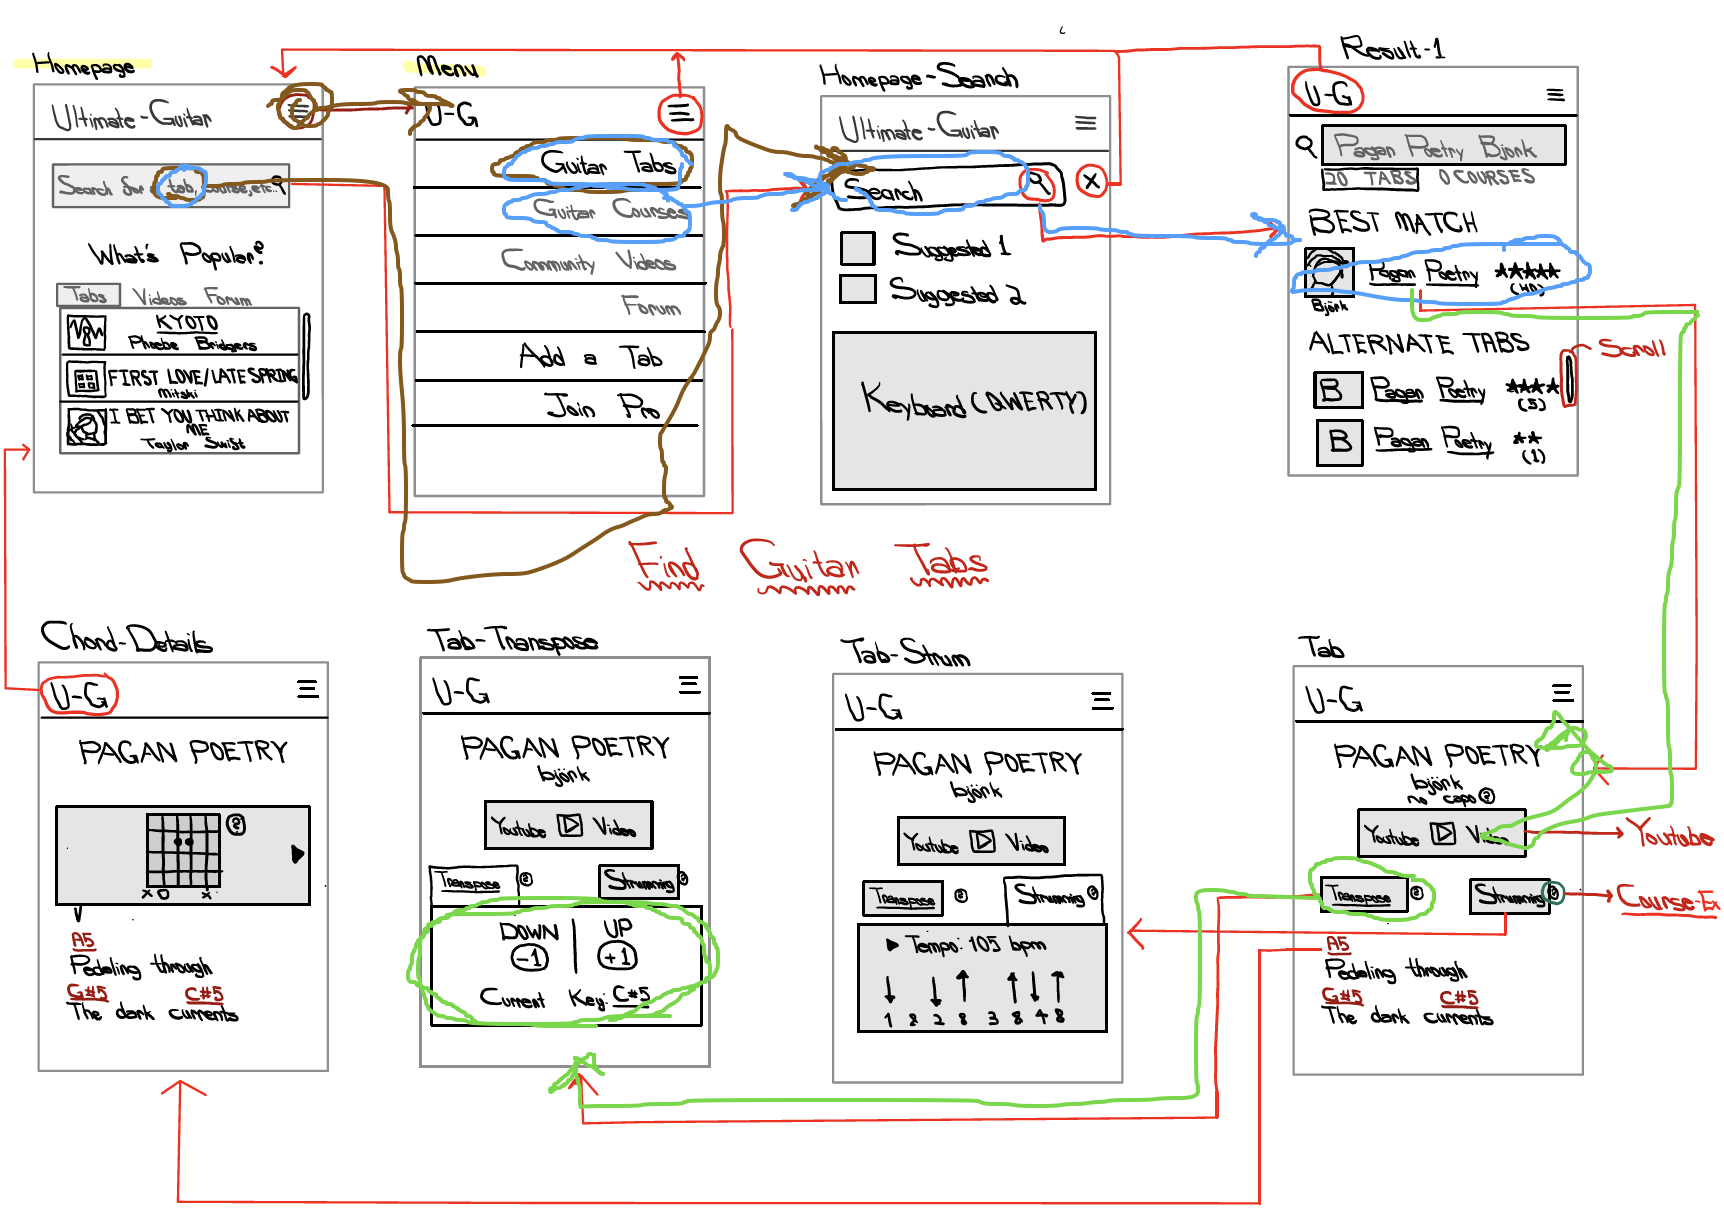 Homepage
Ultimate-Guitar
Search for a tab, course, etc..
What's Popular?
Tabs Videos Forum
KYOTO
Phoebe Bridgers
FIRST LOVE/LATE SPRING
Mitski
I BET YOU THINK ABOUT
ME
Taylor Swift
Menu
U-G
Guitar Tabs
Guitar Courses
Community Videos
Forum
Add a Tab
Join Pro
Homepage-Search
Ultimate-Guitar
Search
X
Suggested 1
Suggested 2
Keyboard (QWERTY)
Result-1
U-G
Pagan Poetry Björk
20 TABS 0 COURSES
BEST MATCH
Pagan Poetry ★★★★★
(40)
Björk
ALTERNATE TABS
Scroll
B Pagan Poetry ★★★★
(5)
B Pagan Poetry ★★
(1)
Find Guitar Tabs
Chord-Details
U-G
PAGAN POETRY
?
x o x
A5
Pedaling through
G#5 C#5
The dark currents
Tab-Transpose
U-G
PAGAN POETRY
björk
Youtube Video
Transpose ? Strumming ?
DOWN UP
-1 +1
Current Key: C#5
Tab-Strum
U-G
PAGAN POETRY
björk
Youtube Video
Transpose ? Strumming ?
Tempo: 105 bpm
1 & 2 & 3 & 4 &
Tab
U-G
PAGAN POETRY
björk
no capo ?
Youtube Video
Youtube
Transpose ? Strumming ?
Course-Ex
A5
Pedaling through
G#5 C#5
The dark currents